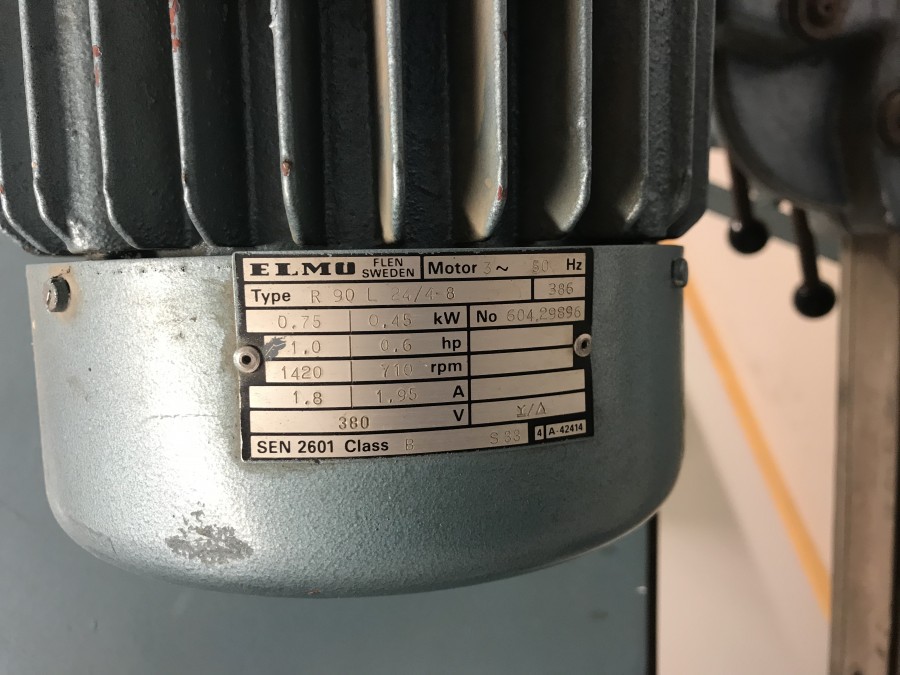 ELMO FLEN SWEDEN Motor 3~ 50 Hz
Type R 90 L 24/4-8 386
0.75 0.45 kW No 604.29896
1.0 0.6 hp
1420 710 rpm
1.8 1.95 A
380 V Y/Δ
SEN 2601 Class B S 33 4 A-42414